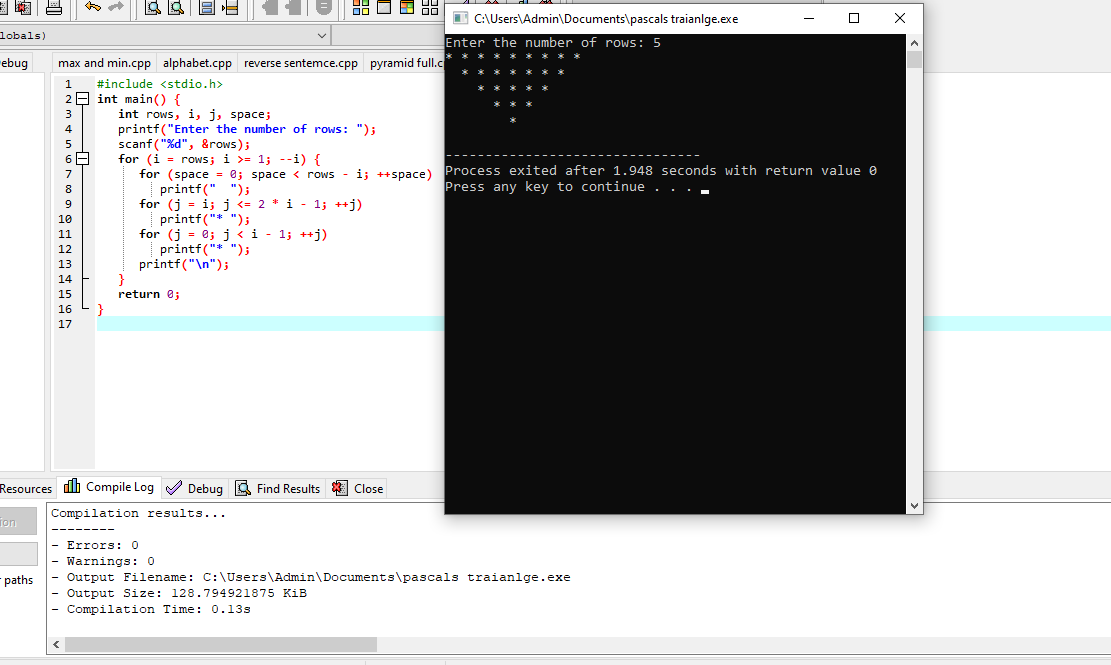 lobals)
C:\Users\Admin\Documents\pascals traianlge.exe
ebug
max and min.cpp alphabet.cpp reverse sentemce.cpp pyramid full.c
1 #include <stdio.h>
2 int main() {
3 int rows, i, j, space;
4 printf("Enter the number of rows: ");
5 scanf("%d", &rows);
6 for (i = rows; i >= 1; --i) {
7 for (space = 0; space < rows - i; ++space)
8 printf("  ");
9 for (j = i; j <= 2 * i - 1; ++j)
10 printf("* ");
11 for (j = 0; j < i - 1; ++j)
12 printf("* ");
13 printf("\n");
14 }
15 return 0;
16 }
17
Enter the number of rows: 5
* * * * * * * * *
  * * * * * * *
    * * * * *
      * * *
        *
--------------------------------
Process exited after 1.948 seconds with return value 0
Press any key to continue . . .
Resources Compile Log Debug Find Results Close
ion
paths
Compilation results...
--------
- Errors: 0
- Warnings: 0
- Output Filename: C:\Users\Admin\Documents\pascals traianlge.exe
- Output Size: 128.794921875 KiB
- Compilation Time: 0.13s